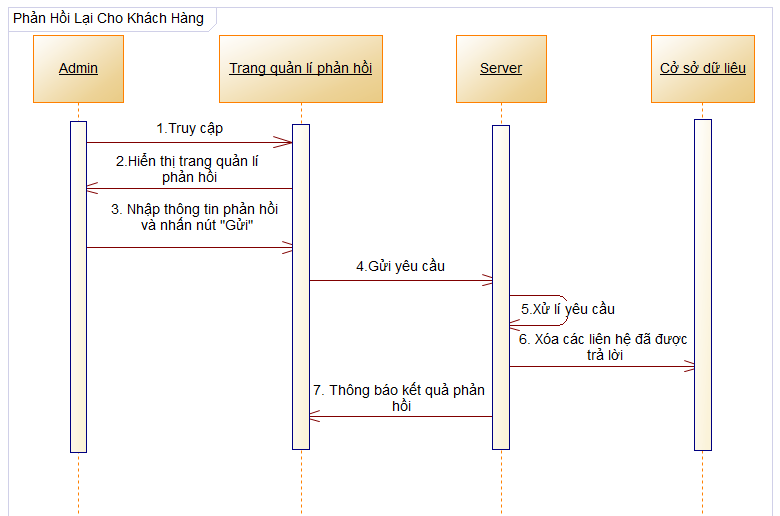 Phản Hồi Lại Cho Khách Hàng
Admin
Trang quản lí phản hồi
Server
Cở sở dữ liêu
1.Truy cập
2.Hiển thị trang quản lí
phản hồi
3. Nhập thông tin phản hồi
và nhấn nút "Gửi"
4.Gửi yêu cầu
5.Xử lí yêu cầu
6. Xóa các liên hệ đã được
trả lời
7. Thông báo kết quả phản
hồi